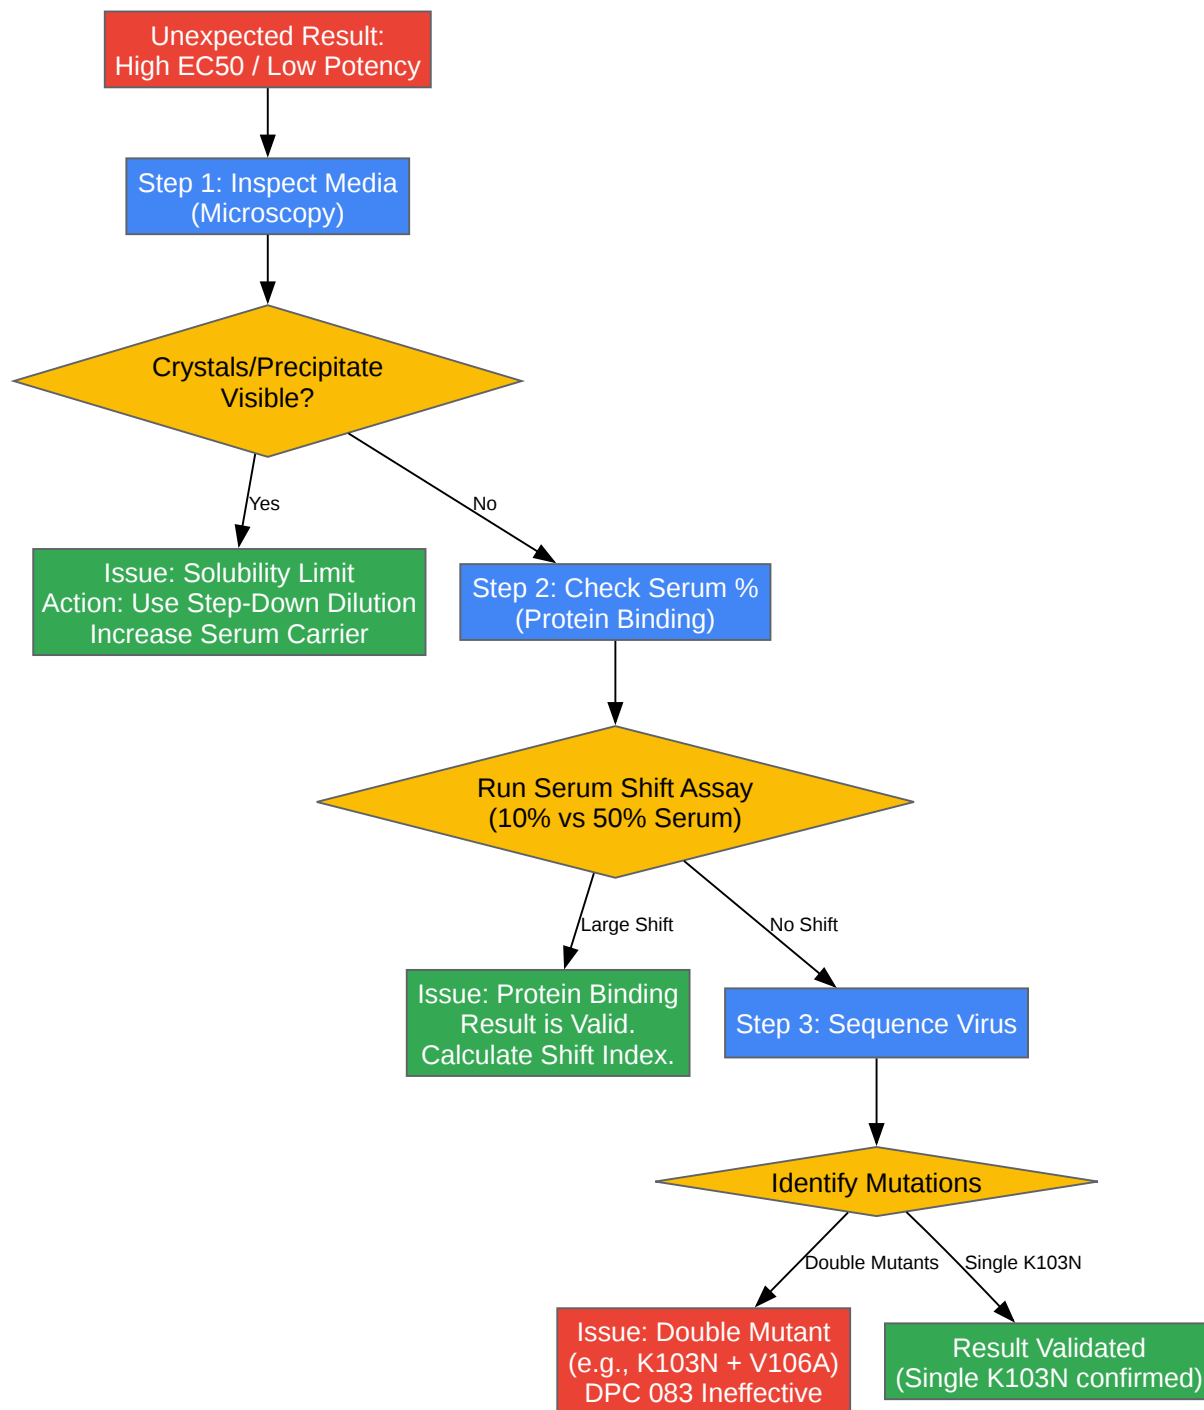 Unexpected Result:
High EC50 / Low Potency
Step 1: Inspect Media
(Microscopy)
Crystals/Precipitate
Visible?
Yes
No
Issue: Solubility Limit
Action: Use Step-Down Dilution
Increase Serum Carrier
Step 2: Check Serum %
(Protein Binding)
Run Serum Shift Assay
(10% vs 50% Serum)
Large Shift
No Shift
Issue: Protein Binding
Result is Valid.
Calculate Shift Index.
Step 3: Sequence Virus
Identify Mutations
Double Mutants
Single K103N
Issue: Double Mutant
(e.g., K103N + V106A)
DPC 083 Ineffective
Result Validated
(Single K103N confirmed)